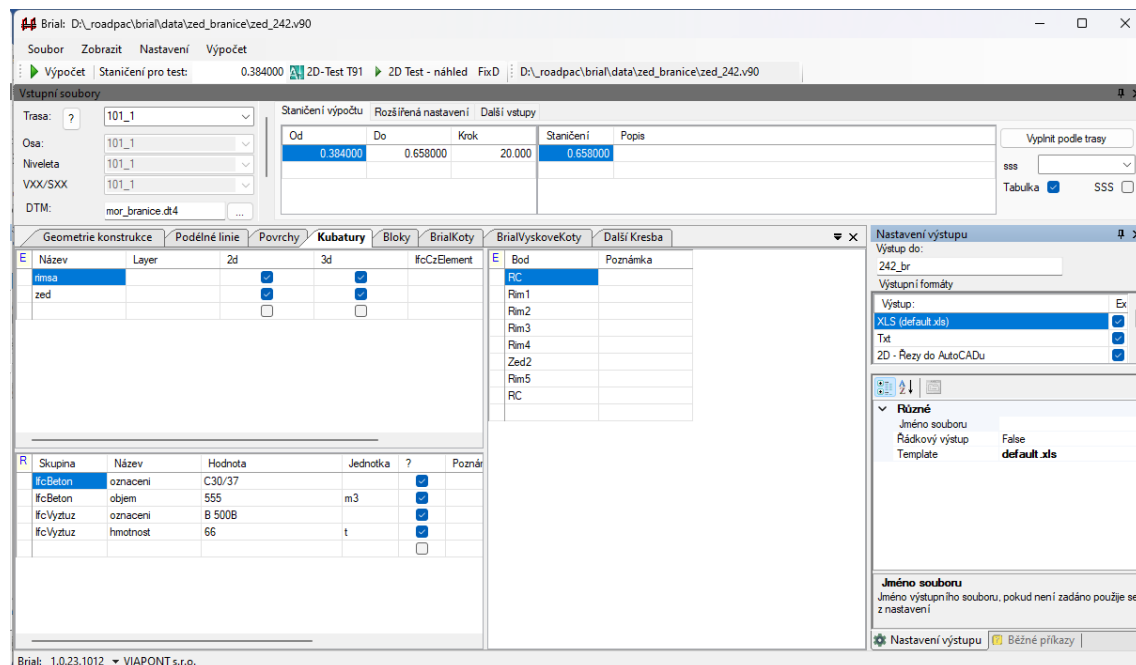 Brial: D:\_roadpac\brial\data\zed_branice\zed_242.v90
Soubor Zobrazit Nastavení Výpočet
Výpočet Staničení pro test: 0.384000 2D-Test T91 2D Test - náhled FixD D:\_roadpac\brial\data\zed_branice\zed_242.v90
Vstupní soubory
Trasa: ? 101_1
Osa: 101_1
Niveleta 101_1
VXX/SXX 101_1
DTM: mor_branice.dt4 ...
Staničení výpočtu Rozšířená nastavení Další vstupy
Od Do Krok Staničení Popis
0.384000 0.658000 20.000 0.658000
Vyplnit podle trasy
sss
Tabulka SSS
Geometrie konstrukce Podélné linie Povrchy Kubatury Bloky BrialKoty BrialVyskoveKoty Další Kresba
E Název Layer 2d 3d IfcCzElement
rimsa
zed
E Bod Poznámka
RC
Rim1
Rim2
Rim3
Rim4
Zed2
Rim5
RC
R Skupina Název Hodnota Jednotka ? Poznám
IfcBeton oznaceni C30/37
IfcBeton objem 555 m3
IfcVyztuz oznaceni B 500B
IfcVyztuz hmotnost 66 t
Nastavení výstupu
Výstup do:
242_br
Výstupní formáty
Výstup: Ex
XLS (default.xls)
Txt
2D - Řezy do AutoCADu
Různé
Jméno souboru
Řádkový výstup False
Template default.xls
Jméno souboru
Jméno výstupního souboru, pokud není zadáno použije se
z nastavení
Nastavení výstupu Běžné příkazy
Brial: 1.0.23.1012 VIAPONT s.r.o.